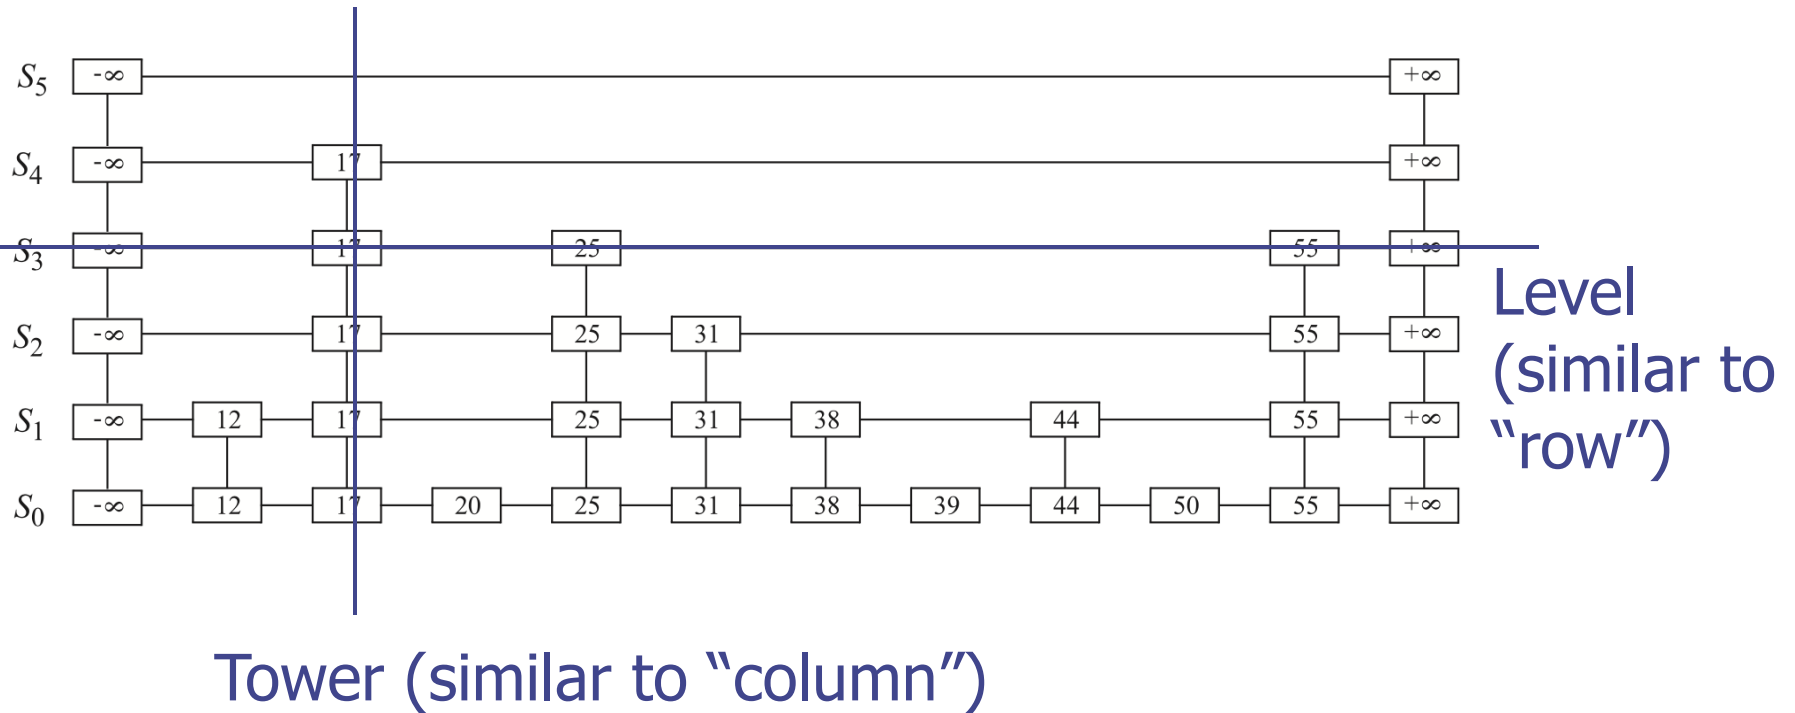 S5 -∞ +∞
S4 -∞ 17 +∞
S3 -∞ 17 25 55 +∞
S2 -∞ 17 25 31 55 +∞
S1 -∞ 12 17 25 31 38 44 55 +∞
S0 -∞ 12 17 20 25 31 38 39 44 50 55 +∞
Level
(similar to
“row”)
Tower (similar to “column”)